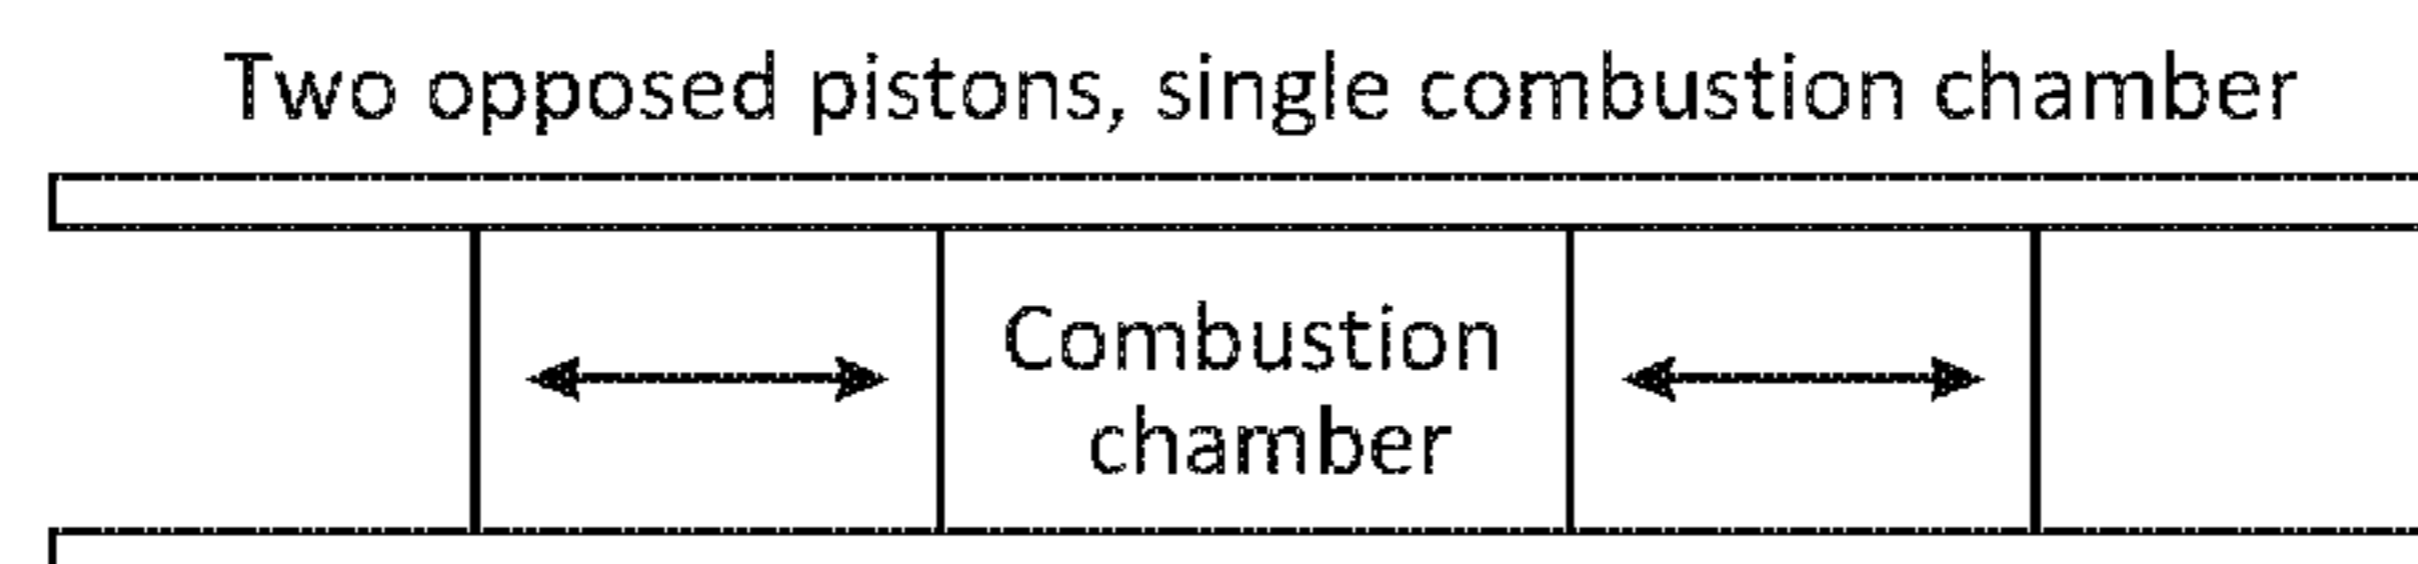 Two opposed pistons, single combustion chamber
Combustion
chamber